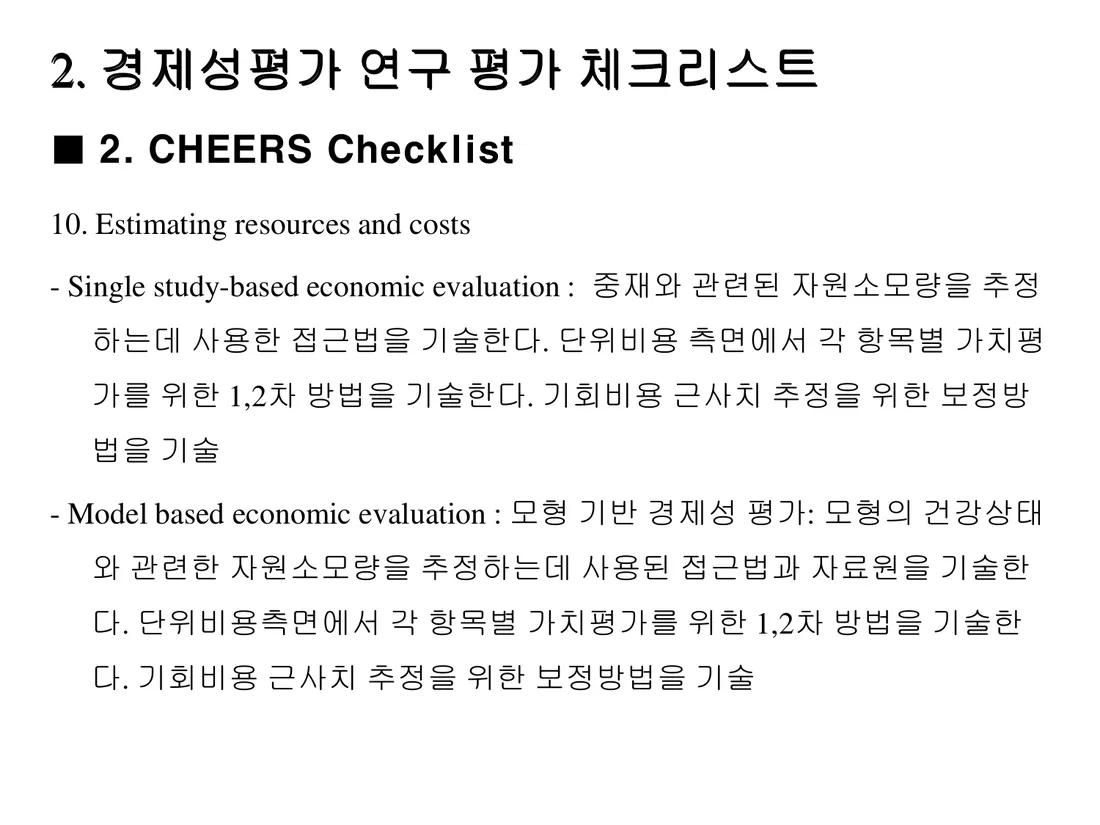 2. 경제성평가 연구 평가 체크리스트
■ 2. CHEERS Checklist
10. Estimating resources and costs
- Single study-based economic evaluation : 중재와 관련된 자원소모량을 추정
하는데 사용한 접근법을 기술한다. 단위비용 측면에서 각 항목별 가치평
가를 위한 1,2차 방법을 기술한다. 기회비용 근사치 추정을 위한 보정방
법을 기술
- Model based economic evaluation : 모형 기반 경제성 평가: 모형의 건강상태
와 관련한 자원소모량을 추정하는데 사용된 접근법과 자료원을 기술한
다. 단위비용측면에서 각 항목별 가치평가를 위한 1,2차 방법을 기술한
다. 기회비용 근사치 추정을 위한 보정방법을 기술